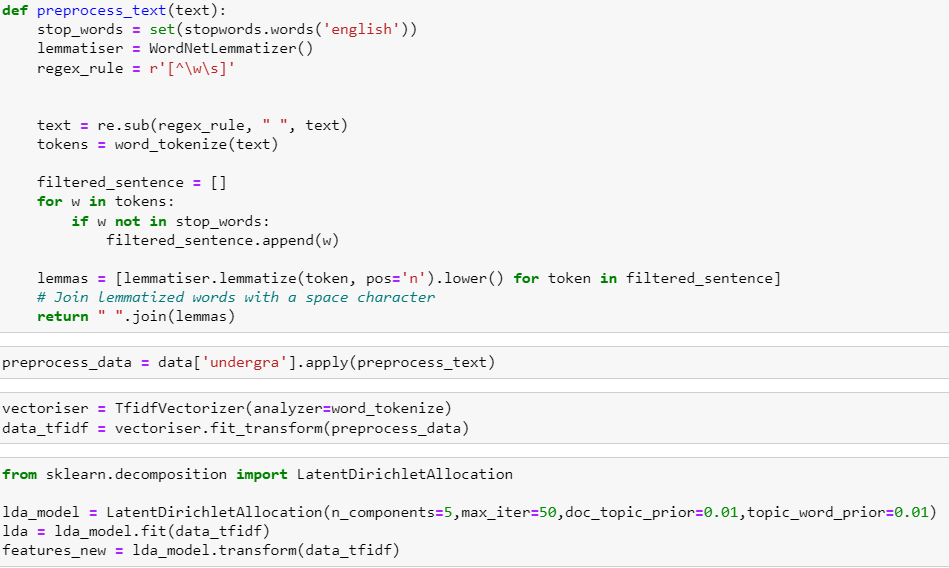 def preprocess_text(text):
    stop_words = set(stopwords.words('english'))
    lemmatiser = WordNetLemmatizer()
    regex_rule = r'[^\w\s]'
    text = re.sub(regex_rule, " ", text)
    tokens = word_tokenize(text)
    filtered_sentence = []
    for w in tokens:
        if w not in stop_words:
            filtered_sentence.append(w)
    lemmas = [lemmatiser.lemmatize(token, pos='n').lower() for token in filtered_sentence]
    # Join lemmatized words with a space character
    return " ".join(lemmas)
preprocess_data = data['undergra'].apply(preprocess_text)
vectoriser = TfidfVectorizer(analyzer=word_tokenize)
data_tfidf = vectoriser.fit_transform(preprocess_data)
from sklearn.decomposition import LatentDirichletAllocation
lda_model = LatentDirichletAllocation(n_components=5,max_iter=50,doc_topic_prior=0.01,topic_word_prior=0.01)
lda = lda_model.fit(data_tfidf)
features_new = lda_model.transform(data_tfidf)